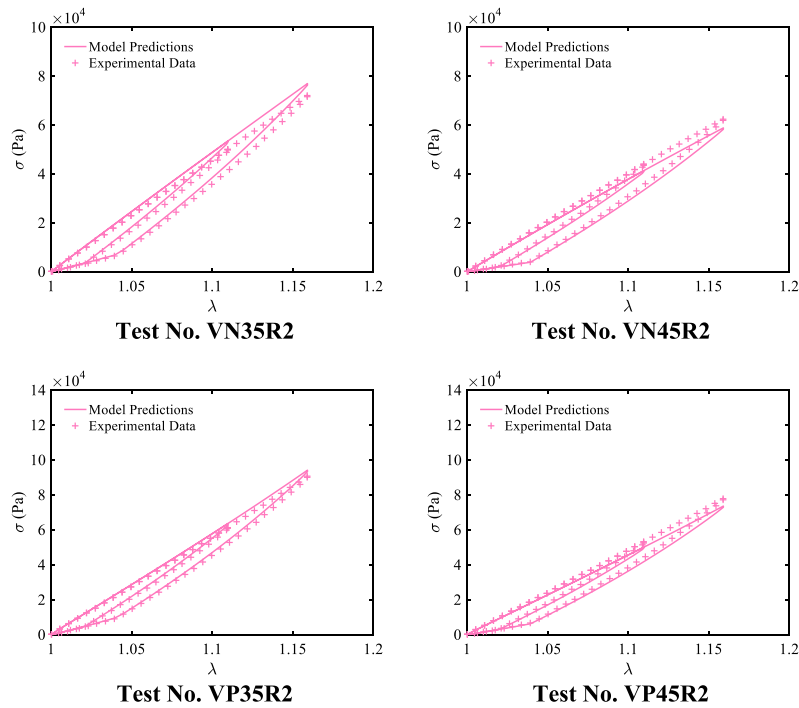 ×10⁴
10
8
6
4
2
0
σ (Pa)
Model Predictions
Experimental Data
1
1.05
1.1
1.15
1.2
λ
Test No. VN35R2
×10⁴
10
8
6
4
2
0
σ (Pa)
Model Predictions
Experimental Data
1
1.05
1.1
1.15
1.2
λ
Test No. VN45R2
×10⁴
14
12
10
8
6
4
2
0
σ (Pa)
Model Predictions
Experimental Data
1
1.05
1.1
1.15
1.2
λ
Test No. VP35R2
×10⁴
14
12
10
8
6
4
2
0
σ (Pa)
Model Predictions
Experimental Data
1
1.05
1.1
1.15
1.2
λ
Test No. VP45R2